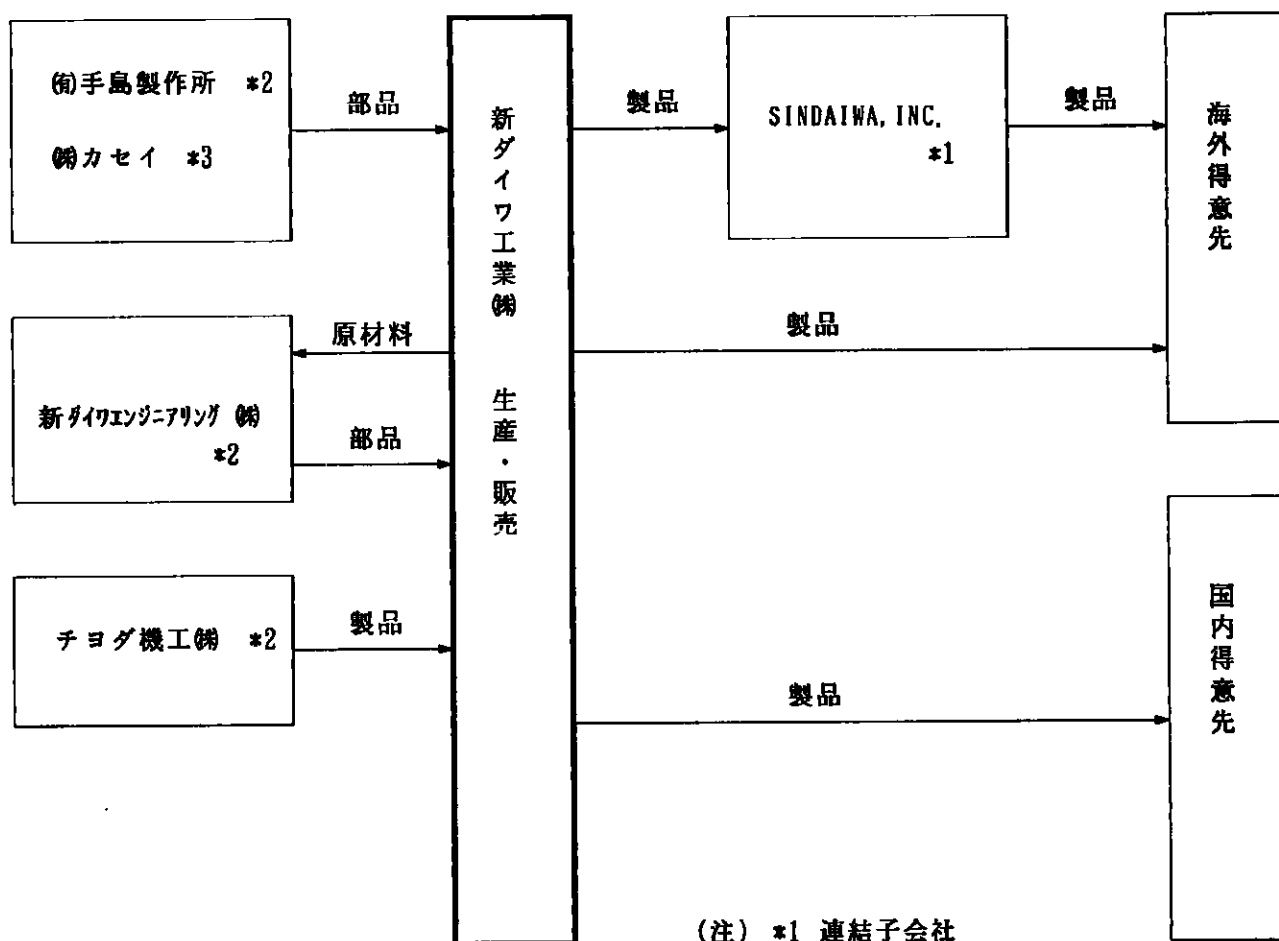 ㈲手島製作所 *2
㈱カセイ *3
部品
新ダイワ工業㈱ 生産・販売
製品
SINDAIWA, INC.
*1
製品
海外得意先
原材料
新ダイワエンジニアリング㈱
*2
部品
製品
チヨダ機工㈱ *2
製品
製品
国内得意先
(注) *1 連結子会社